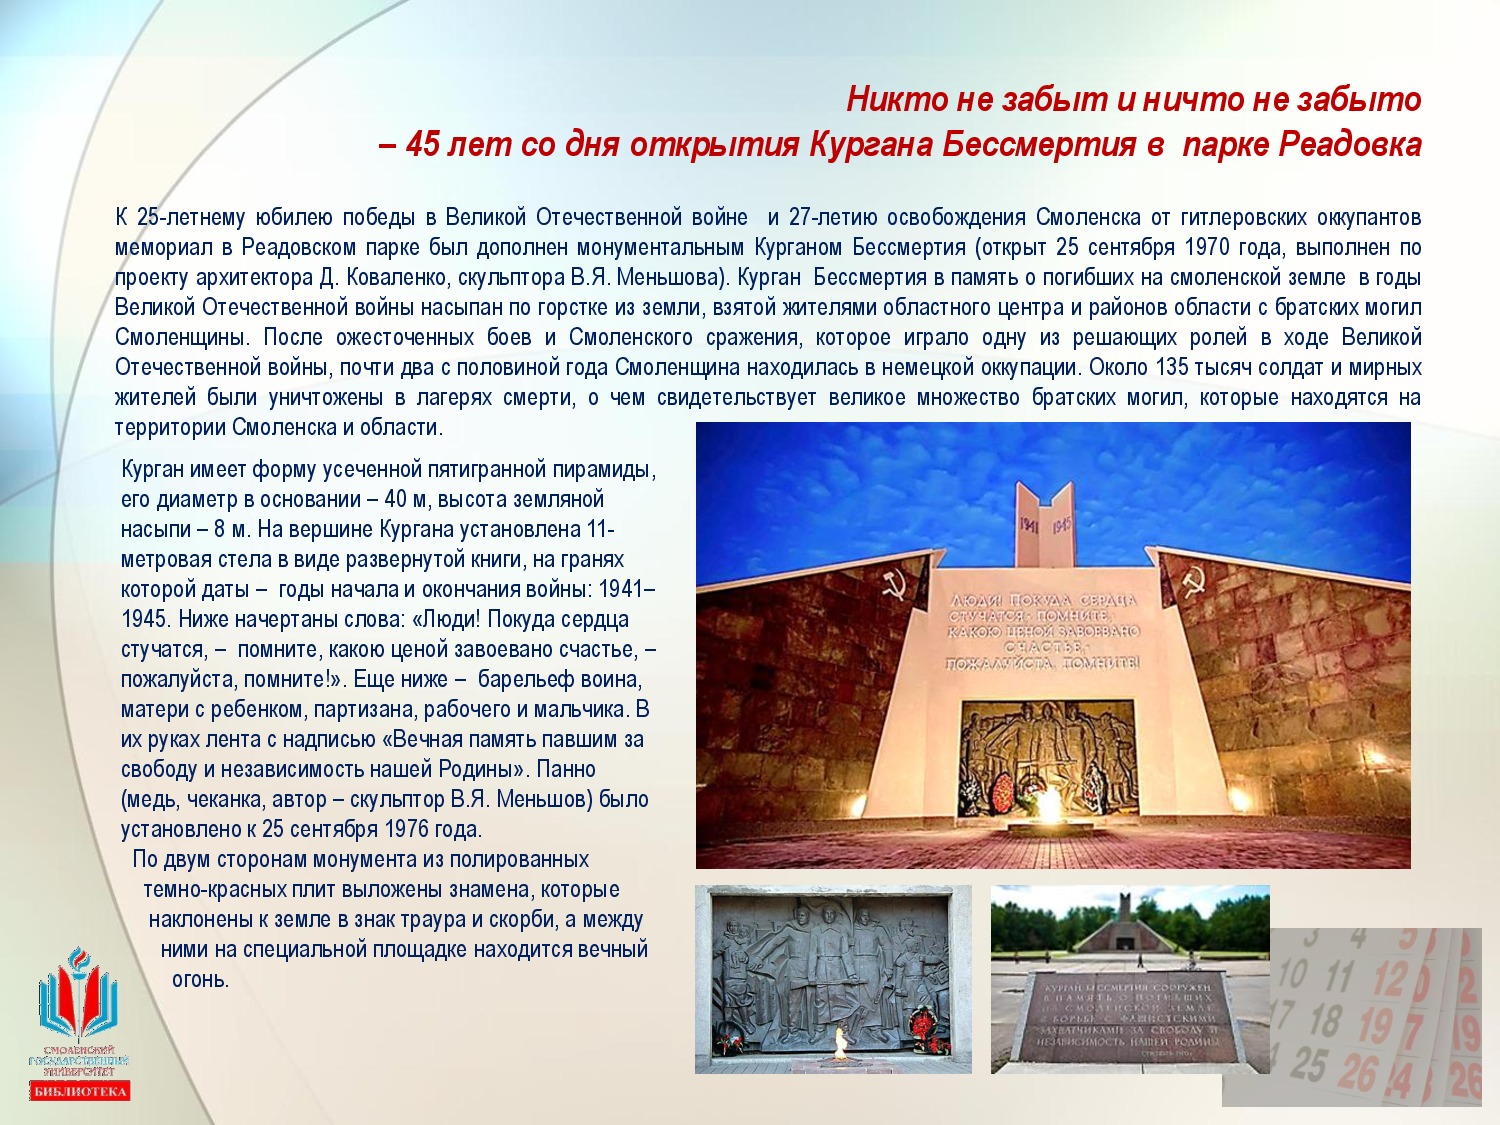 Никто не забыт и ничто не забыто
– 45 лет со дня открытия Кургана Бессмертия в парке Реадовка
К 25-летнему юбилею победы в Великой Отечественной войне и 27-летию освобождения Смоленска от гитлеровских оккупантов
мемориал в Реадовском парке был дополнен монументальным Курганом Бессмертия (открыт 25 сентября 1970 года, выполнен по
проекту архитектора Д. Коваленко, скульптора В.Я. Меньшова). Курган Бессмертия в память о погибших на смоленской земле в годы
Великой Отечественной войны насыпан по горстке из земли, взятой жителями областного центра и районов области с братских могил
Смоленщины. После ожесточенных боев и Смоленского сражения, которое играло одну из решающих ролей в ходе Великой
Отечественной войны, почти два с половиной года Смоленщина находилась в немецкой оккупации. Около 135 тысяч солдат и мирных
жителей были уничтожены в лагерях смерти, о чем свидетельствует великое множество братских могил, которые находятся на
территории Смоленска и области.
Курган имеет форму усеченной пятигранной пирамиды,
его диаметр в основании – 40 м, высота земляной
насыпи – 8 м. На вершине Кургана установлена 11-
метровая стела в виде развернутой книги, на гранях
которой даты – годы начала и окончания войны: 1941–
1945. Ниже начертаны слова: «Люди! Покуда сердца
стучатся, – помните, какою ценой завоевано счастье, –
пожалуйста, помните!». Еще ниже – барельеф воина,
матери с ребенком, партизана, рабочего и мальчика. В
их руках лента с надписью «Вечная память павшим за
свободу и независимость нашей Родины». Панно
(медь, чеканка, автор – скульптор В.Я. Меньшов) было
установлено к 25 сентября 1976 года.
По двум сторонам монумента из полированных
темно-красных плит выложены знамена, которые
наклонены к земле в знак траура и скорби, а между
ними на специальной площадке находится вечный
огонь.
1941 1945
ЛЮДИ! ПОКУДА СЕРДЦА
СТУЧАТСЯ,- ПОМНИТЕ,
КАКОЮ ЦЕНОЙ ЗАВОЕВАНО
СЧАСТЬЕ,-
ПОЖАЛУЙСТА, ПОМНИТЕ!
КУРГАН БЕССМЕРТИЯ СООРУЖЕН
В ПАМЯТЬ О ПОГИБШИХ
НА СМОЛЕНСКОЙ ЗЕМЛЕ
В БОРЬБЕ С ФАШИСТСКИМИ
ЗАХВАТЧИКАМИ ЗА СВОБОДУ И
НЕЗАВИСИМОСТЬ НАШЕЙ РОДИНЫ
3 4 5
10 11 12 2
17 18 19 7 19
25 26 24 26
СМОЛЕНСКИЙ
ГОСУДАРСТВЕННЫЙ
УНИВЕРСИТЕТ
БИБЛИОТЕКА